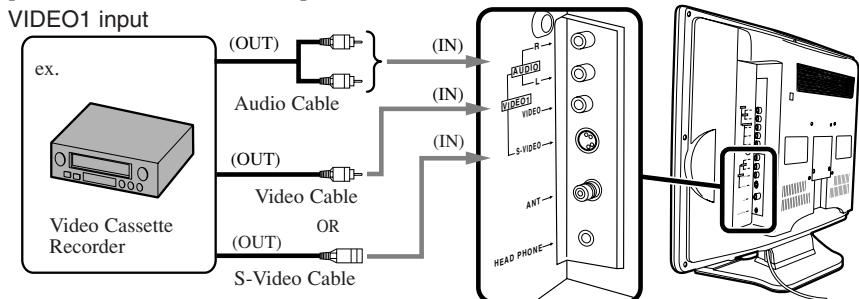 VIDEO1 input
ex.
Video Cassette
Recorder
(OUT)
Audio Cable
(OUT)
Video Cable
OR
(OUT)
S-Video Cable
(IN)
(IN)
(IN)
R
AUDIO
L
VIDEO1
VIDEO
S-VIDEO
ANT
HEAD PHONE